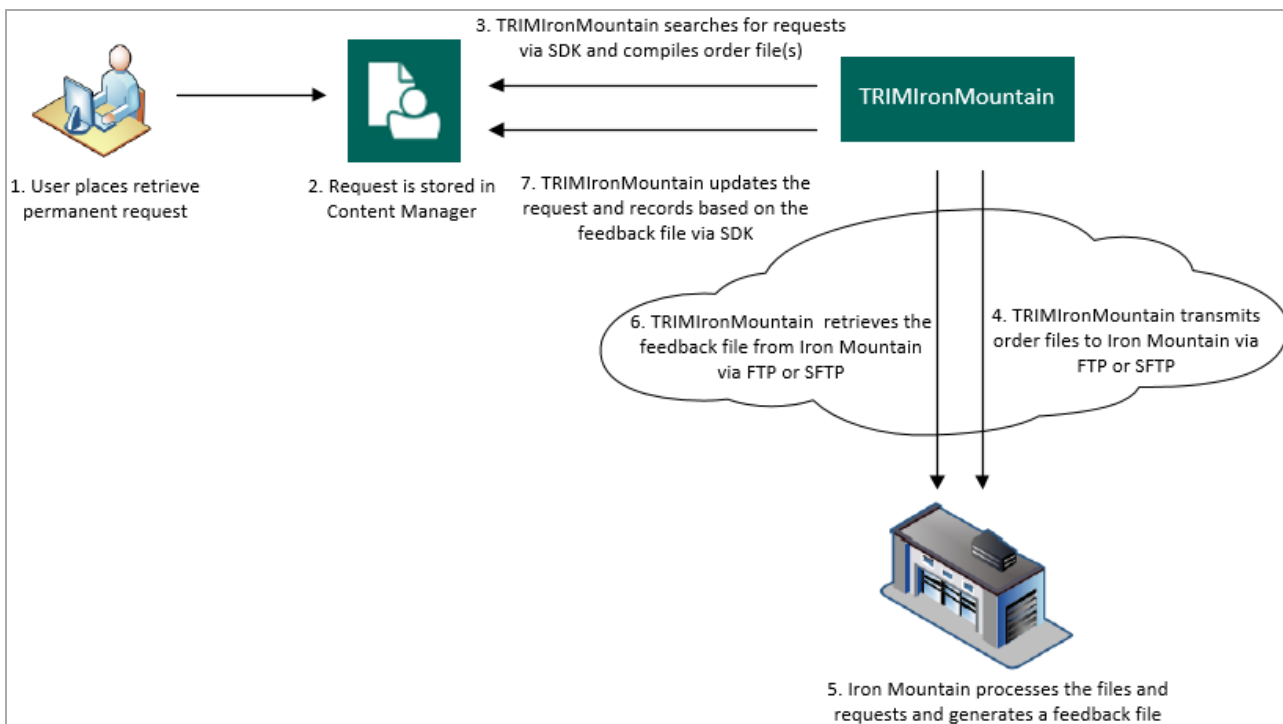 3. TRIMIronMountain searches for requests
via SDK and compiles order file(s)
TRIMIronMountain
1. User places retrieve
permanent request
2. Request is stored in
Content Manager
7. TRIMIronMountain updates the
request and records based on the
feedback file via SDK
6. TRIMIronMountain  retrieves the
feedback file from Iron Mountain
via FTP or SFTP
4. TRIMIronMountain transmits
order files to Iron Mountain via
FTP or SFTP
5. Iron Mountain processes the files and
requests and generates a feedback file